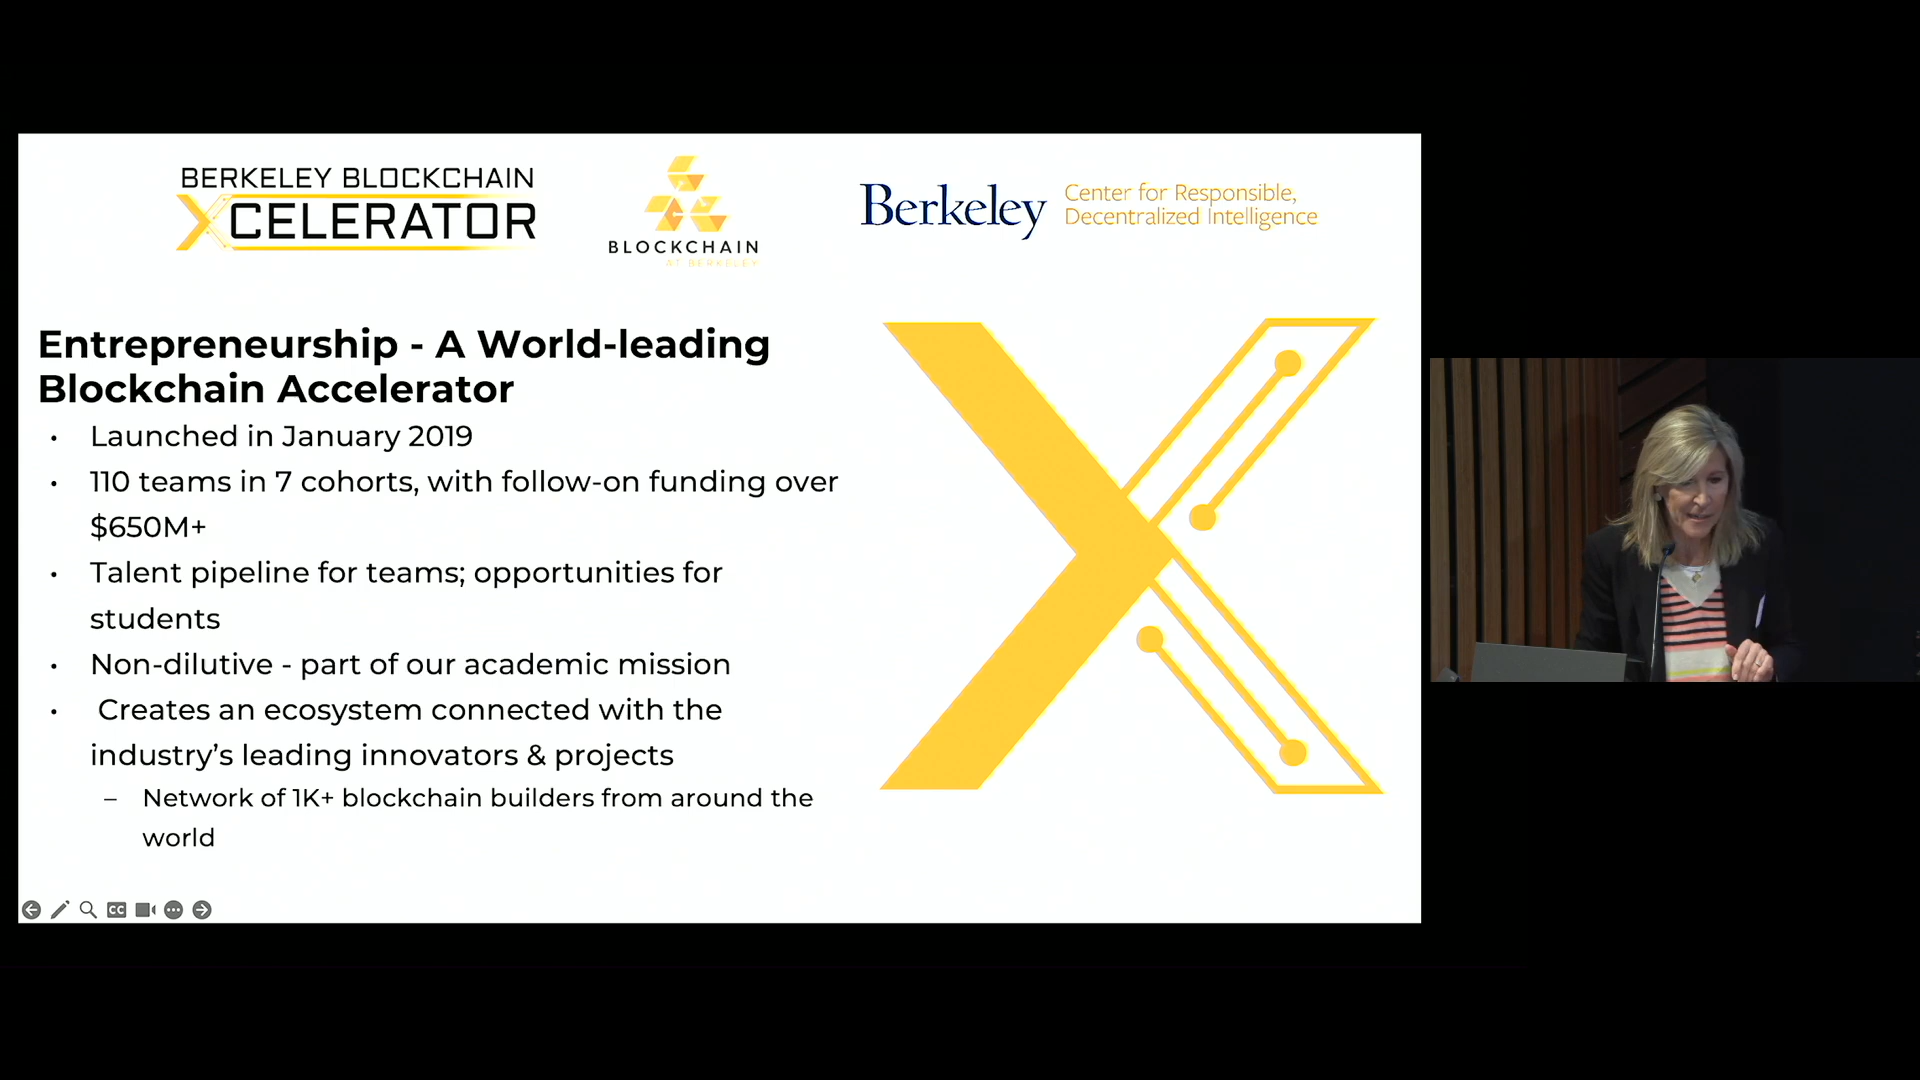 BERKELEY BLOCKCHAIN
XCELERATOR
BLOCKCHAIN
AT BERKELEY
Berkeley
Center for Responsible,
Decentralized Intelligence
Entrepreneurship - A World-leading
Blockchain Accelerator
• Launched in January 2019
• 110 teams in 7 cohorts, with follow-on funding over
$650M+
• Talent pipeline for teams; opportunities for
students
• Non-dilutive - part of our academic mission
• Creates an ecosystem connected with the
industry’s leading innovators & projects
– Network of 1K+ blockchain builders from around the
world
CC